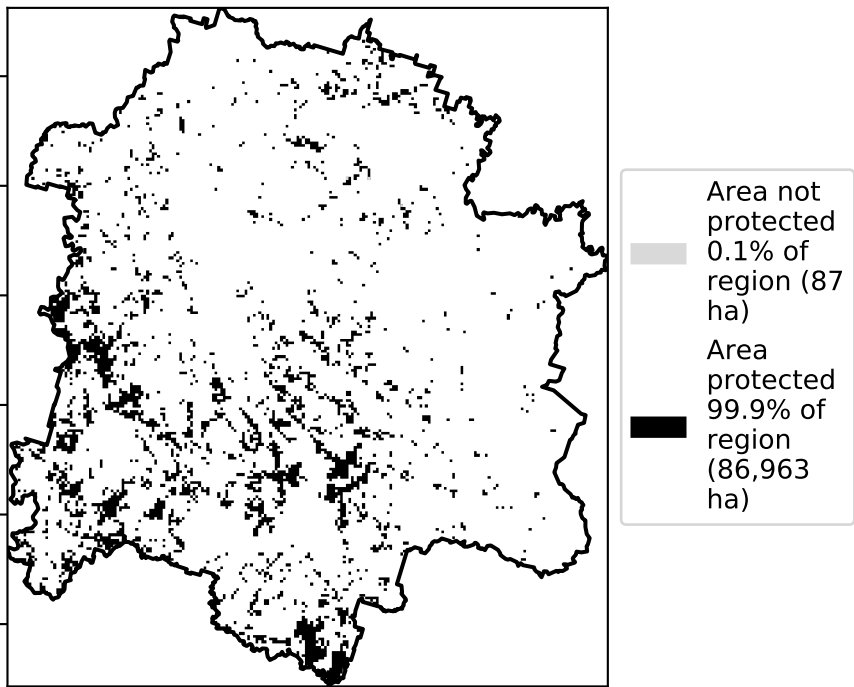 Area not
protected
0.1% of
region (87
ha)
Area
protected
99.9% of
region
(86,963
ha)